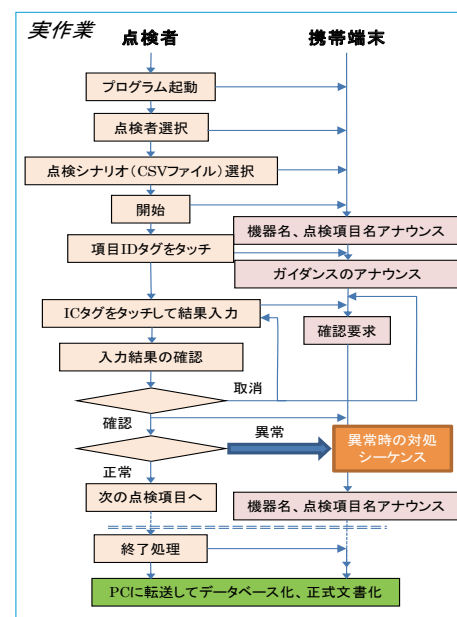 実作業
点検者
携帯端末
プログラム起動
点検者選択
点検シナリオ(CSVファイル)選択
開始
機器名、点検項目名アナウンス
項目IDタグをタッチ
ガイダンスのアナウンス
ICタグをタッチして結果入力
確認要求
入力結果の確認
取消
確認
異常
異常時の対処
シーケンス
正常
次の点検項目へ
機器名、点検項目名アナウンス
終了処理
PCに転送してデータベース化、正式文書化